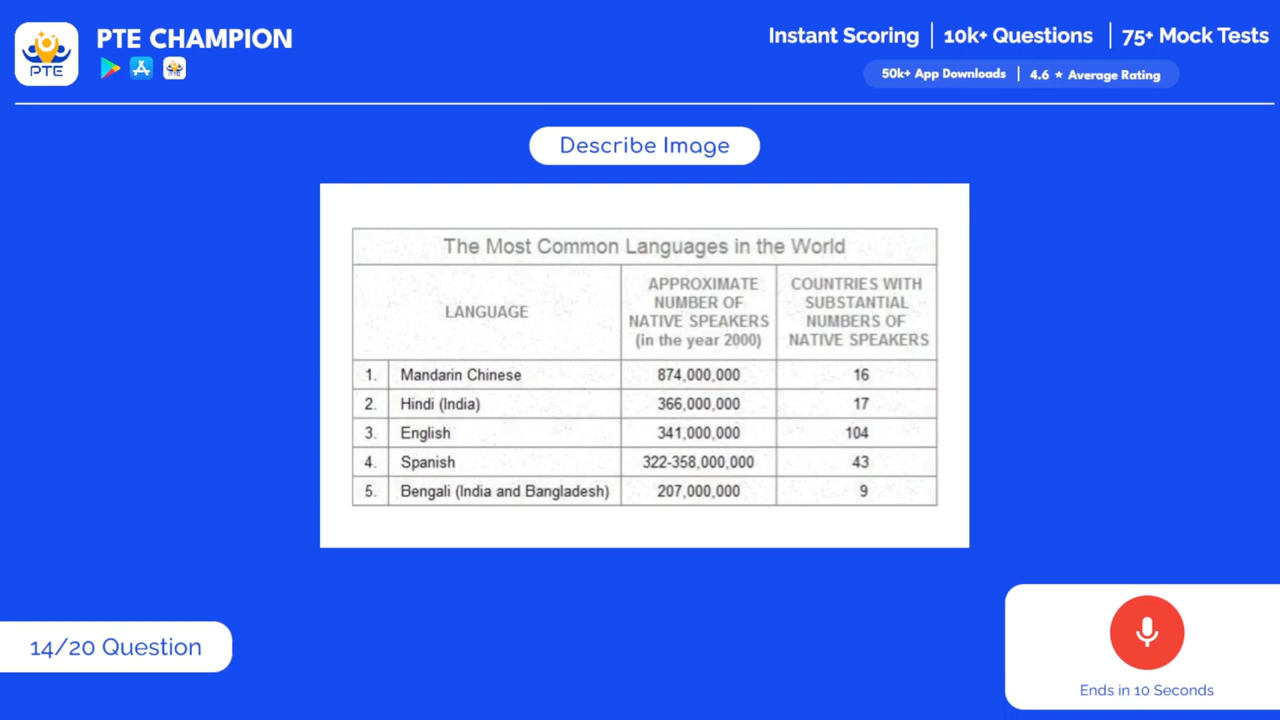 PTE CHAMPION
PTE
Instant Scoring | 10k+ Questions | 75+ Mock Tests
50k+ App Downloads | 4.6 ★ Average Rating
Describe Image
The Most Common Languages in the World
LANGUAGE
APPROXIMATE
NUMBER OF
NATIVE SPEAKERS
(in the year 2000)
COUNTRIES WITH
SUBSTANTIAL
NUMBERS OF
NATIVE SPEAKERS
1. Mandarin Chinese 874,000,000 16
2. Hindi (India) 366,000,000 17
3. English 341,000,000 104
4. Spanish 322-358,000,000 43
5. Bengali (India and Bangladesh) 207,000,000 9
14/20 Question
Ends in 10 Seconds